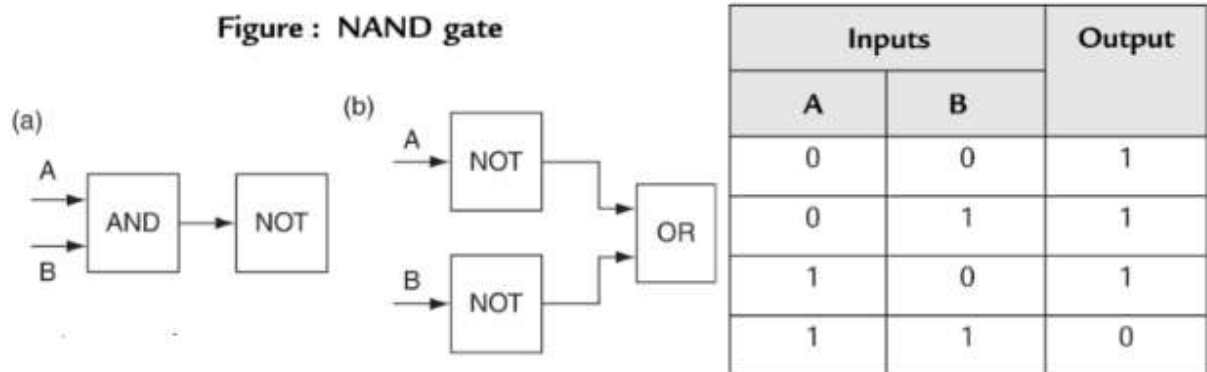 Figure : NAND gate
(a)
A
B
AND
NOT
(b)
A
NOT
B
NOT
OR
Inputs Output
A B
0 0 1
0 1 1
1 0 1
1 1 0